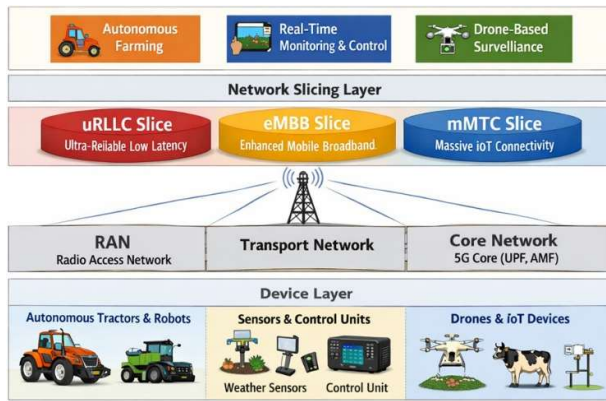 Autonomous
Farming
Real-Time
Monitoring & Control
Drone-Based
Survelliance
Network Slicing Layer
uRLLC Slice
Ultra-Reilable Low Latency
eMBB Slice
Enhanced Mobile Broadband
mMTC Slice
Massive ioT Connectivity
RAN
Radio Access Network
Transport Network
Core Network
5G Core (UPF, AMF)
Device Layer
Autonomous Tractors & Robots
Sensors & Control Units
Weather Sensors
Control Unit
Drones & ioT Devices